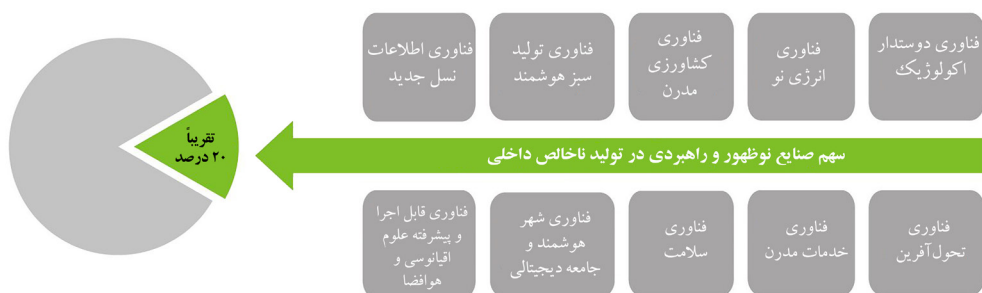 فناوری دوستدار
اکولوژیک
فناوری
انرژی نو
فناوری
کشاورزی
مدرن
فناوری تولید
سبز هوشمند
فناوری اطلاعات
نسل جدید
سهم صنایع نوظهور و راهبردی در تولید ناخالص داخلی
تقریباً
۲۰ درصد
فناوری
تحول‌آفرین
فناوری
خدمات مدرن
فناوری
سلامت
فناوری شهر
هوشمند و
جامعه دیجیتالی
فناوری قابل اجرا
و پیشرفته علوم
اقیانوسی و
هوافضا